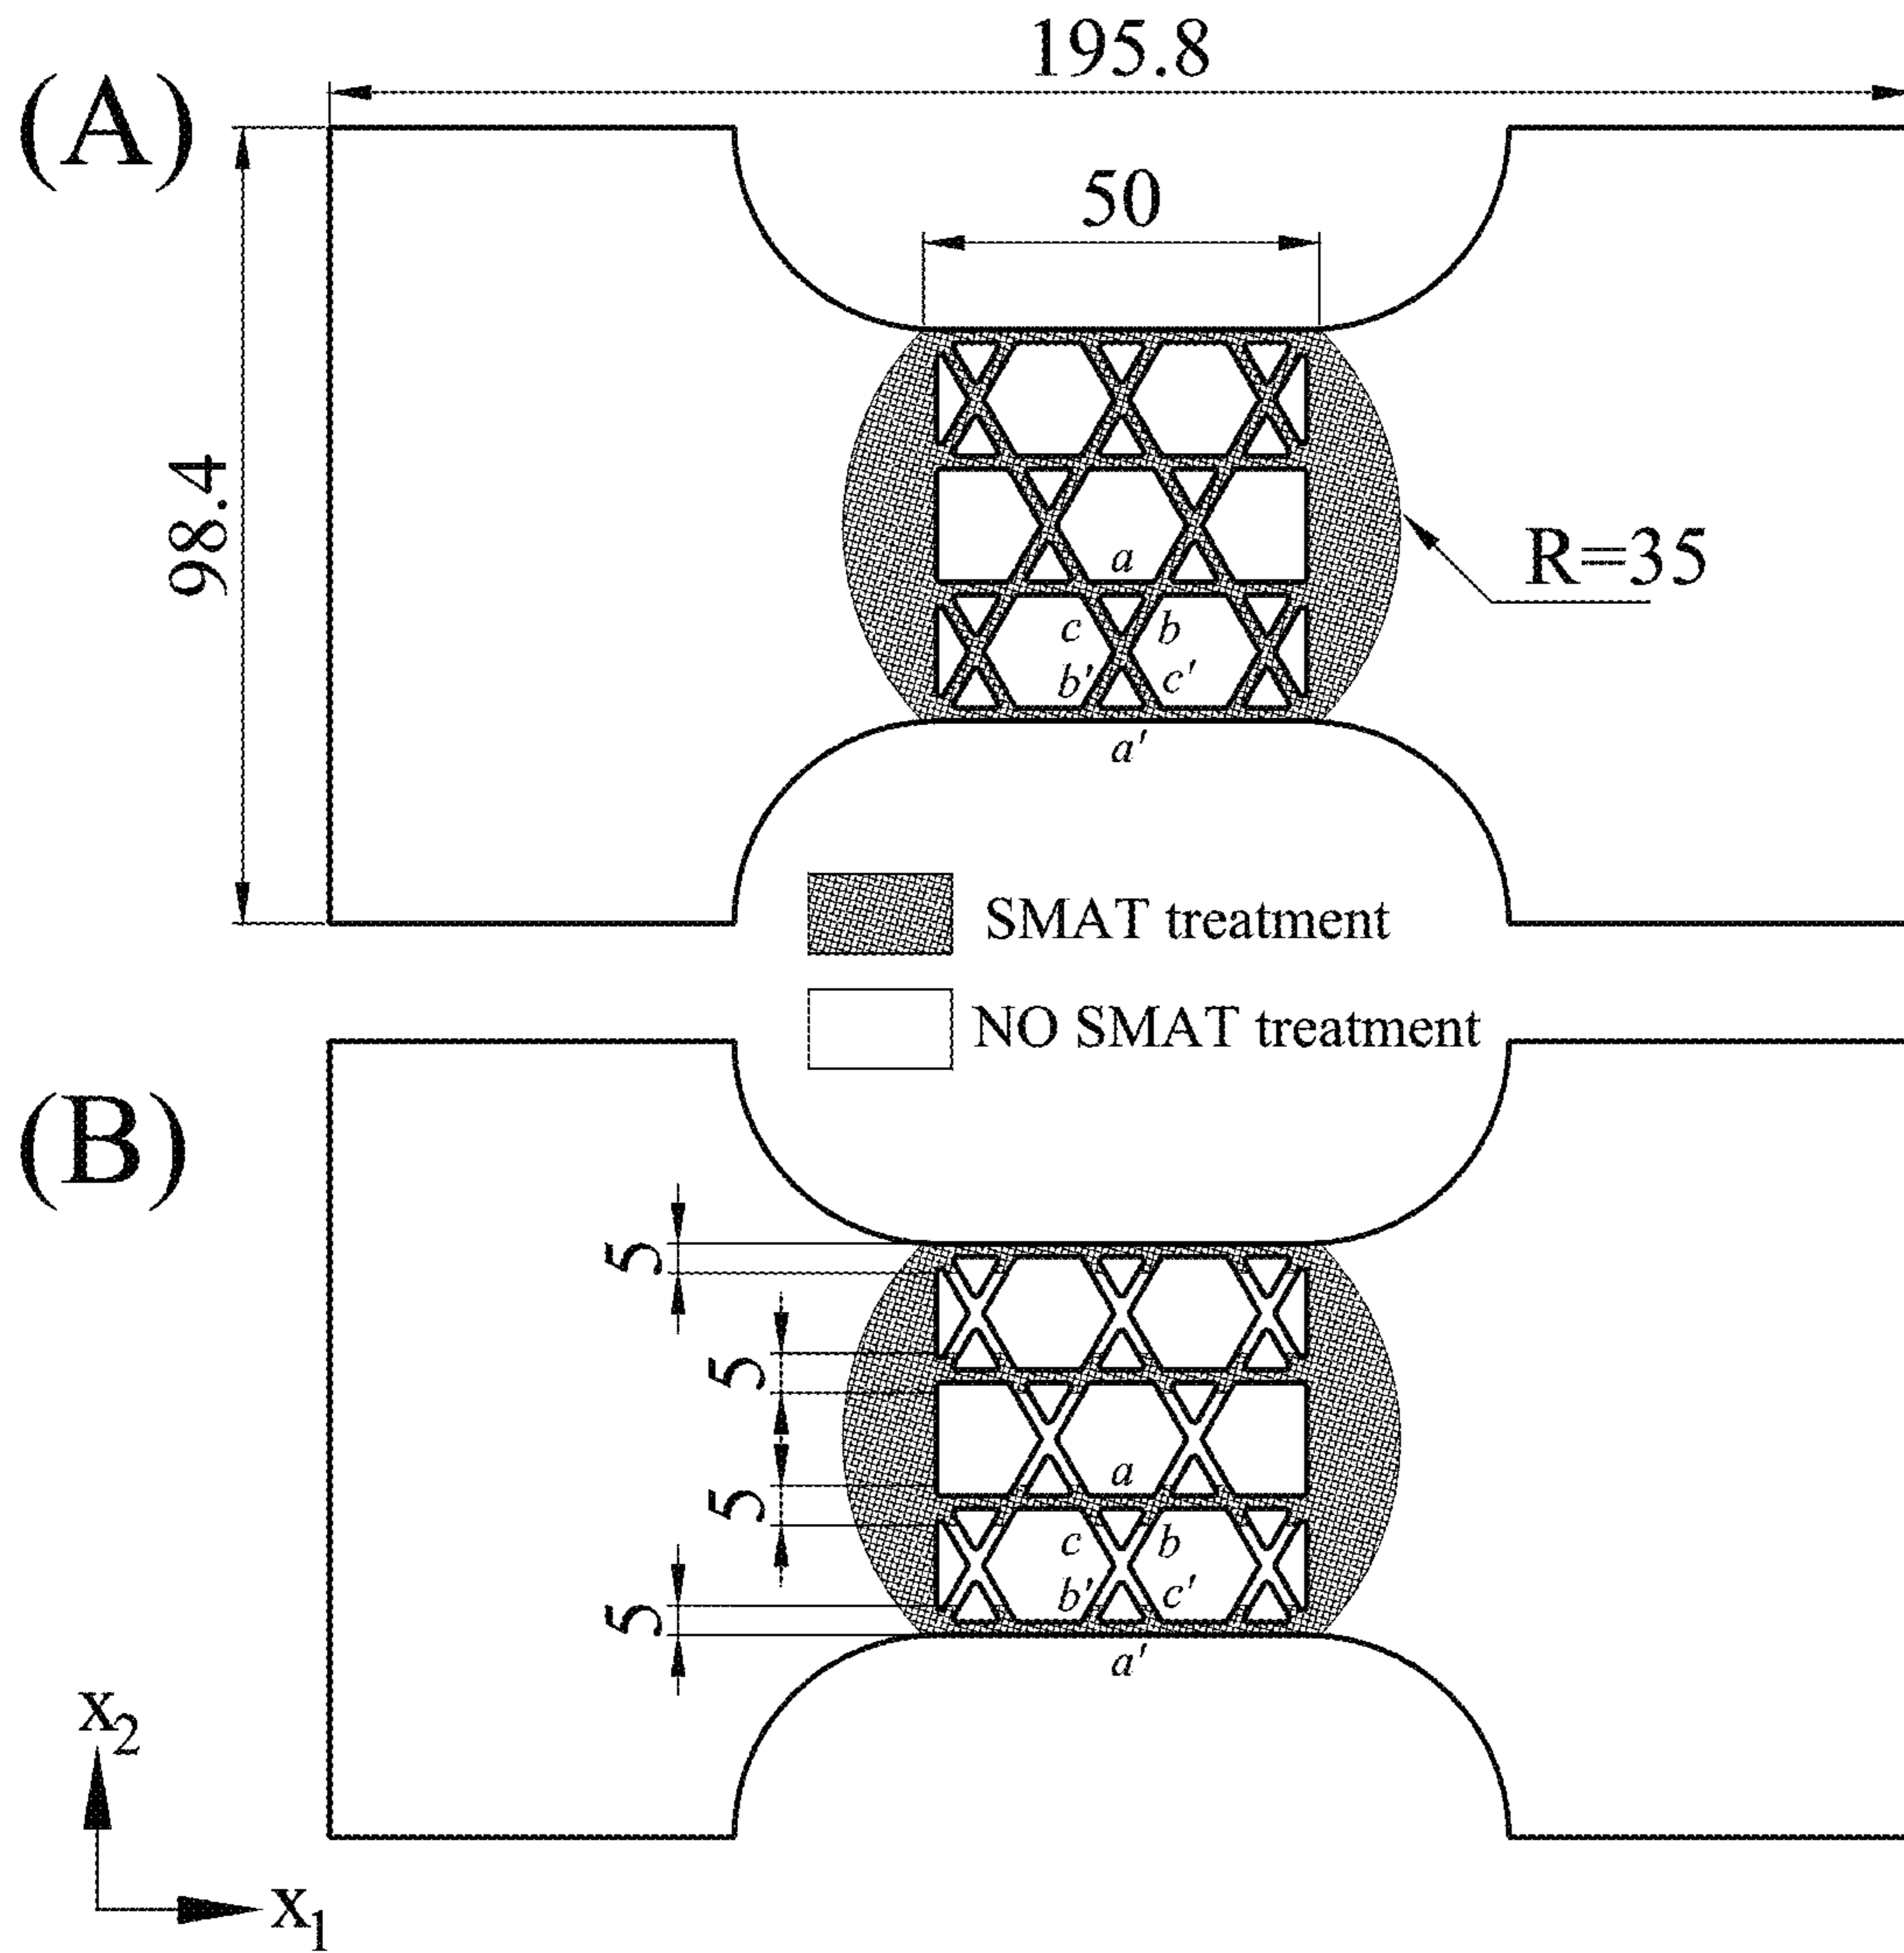 (A)
195.8
50
98.4
R=35
a
c b
b' c'
a'
SMAT treatment
NO SMAT treatment
(B)
5
5
5
5
a
c b
b' c'
a'
x2
x1